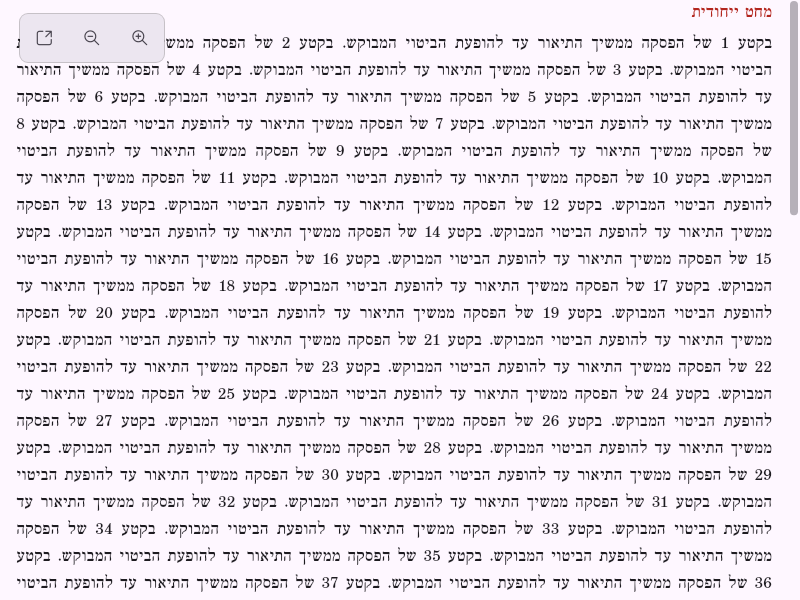 מחט ייחודית
בקטע 1 של הפסקה ממשיך התיאור עד להופעת הביטוי המבוקש. בקטע 2 של הפסקה
הביטוי המבוקש. בקטע 3 של הפסקה ממשיך התיאור עד להופעת הביטוי המבוקש. בקטע 4 של הפסקה ממשיך התיאור
עד להופעת הביטוי המבוקש. בקטע 5 של הפסקה ממשיך התיאור עד להופעת הביטוי המבוקש. בקטע 6 של הפסקה
ממשיך התיאור עד להופעת הביטוי המבוקש. בקטע 7 של הפסקה ממשיך התיאור עד להופעת הביטוי המבוקש. בקטע 8
של הפסקה ממשיך התיאור עד להופעת הביטוי המבוקש. בקטע 9 של הפסקה ממשיך התיאור עד להופעת הביטוי
המבוקש. בקטע 10 של הפסקה ממשיך התיאור עד להופעת הביטוי המבוקש. בקטע 11 של הפסקה ממשיך התיאור עד
להופעת הביטוי המבוקש. בקטע 12 של הפסקה ממשיך התיאור עד להופעת הביטוי המבוקש. בקטע 13 של הפסקה
ממשיך התיאור עד להופעת הביטוי המבוקש. בקטע 14 של הפסקה ממשיך התיאור עד להופעת הביטוי המבוקש. בקטע
15 של הפסקה ממשיך התיאור עד להופעת הביטוי המבוקש. בקטע 16 של הפסקה ממשיך התיאור עד להופעת הביטוי
המבוקש. בקטע 17 של הפסקה ממשיך התיאור עד להופעת הביטוי המבוקש. בקטע 18 של הפסקה ממשיך התיאור עד
להופעת הביטוי המבוקש. בקטע 19 של הפסקה ממשיך התיאור עד להופעת הביטוי המבוקש. בקטע 20 של הפסקה
ממשיך התיאור עד להופעת הביטוי המבוקש. בקטע 21 של הפסקה ממשיך התיאור עד להופעת הביטוי המבוקש. בקטע
22 של הפסקה ממשיך התיאור עד להופעת הביטוי המבוקש. בקטע 23 של הפסקה ממשיך התיאור עד להופעת הביטוי
המבוקש. בקטע 24 של הפסקה ממשיך התיאור עד להופעת הביטוי המבוקש. בקטע 25 של הפסקה ממשיך התיאור עד
להופעת הביטוי המבוקש. בקטע 26 של הפסקה ממשיך התיאור עד להופעת הביטוי המבוקש. בקטע 27 של הפסקה
ממשיך התיאור עד להופעת הביטוי המבוקש. בקטע 28 של הפסקה ממשיך התיאור עד להופעת הביטוי המבוקש. בקטע
29 של הפסקה ממשיך התיאור עד להופעת הביטוי המבוקש. בקטע 30 של הפסקה ממשיך התיאור עד להופעת הביטוי
המבוקש. בקטע 31 של הפסקה ממשיך התיאור עד להופעת הביטוי המבוקש. בקטע 32 של הפסקה ממשיך התיאור עד
להופעת הביטוי המבוקש. בקטע 33 של הפסקה ממשיך התיאור עד להופעת הביטוי המבוקש. בקטע 34 של הפסקה
ממשיך התיאור עד להופעת הביטוי המבוקש. בקטע 35 של הפסקה ממשיך התיאור עד להופעת הביטוי המבוקש. בקטע
36 של הפסקה ממשיך התיאור עד להופעת הביטוי המבוקש. בקטע 37 של הפסקה ממשיך התיאור עד להופעת הביטוי